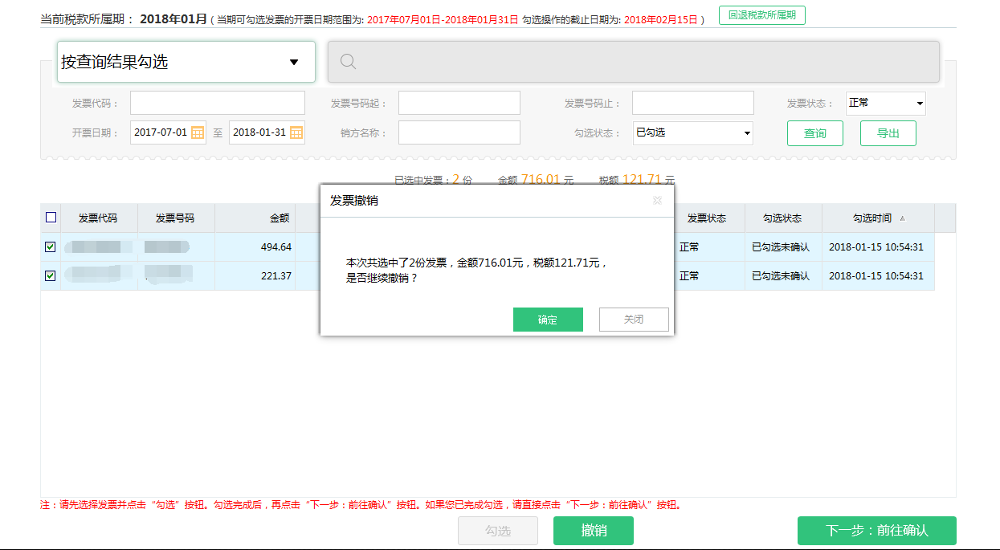 当前税款所属期： 2018年01月 ( 当期可勾选发票的开票日期范围为: 2017年07月01日-2018年01月31日 勾选操作的截止日期为: 2018年02月15日 ) 回退税款所属期
按查询结果勾选
发票代码： 发票号码起： 发票号码止： 发票状态： 正常
开票日期： 2017-07-01 至 2018-01-31 销方名称： 勾选状态： 已勾选 查询 导出
已选中发票：2 份 金额 716.01 元 税额 121.71 元
发票撤销
发票代码 发票号码 金额 发票状态 勾选状态 勾选时间
494.64 正常 已勾选未确认 2018-01-15 10:54:31
221.37 正常 已勾选未确认 2018-01-15 10:54:31
本次共选中了2份发票，金额716.01元，税额121.71元，
是否继续撤销？
确定 关闭
注：请先选择发票并点击“勾选”按钮。勾选完成后，再点击“下一步：前往确认”按钮。如果您已完成勾选，请直接点击“下一步：前往确认”按钮。
勾选 撤销 下一步：前往确认